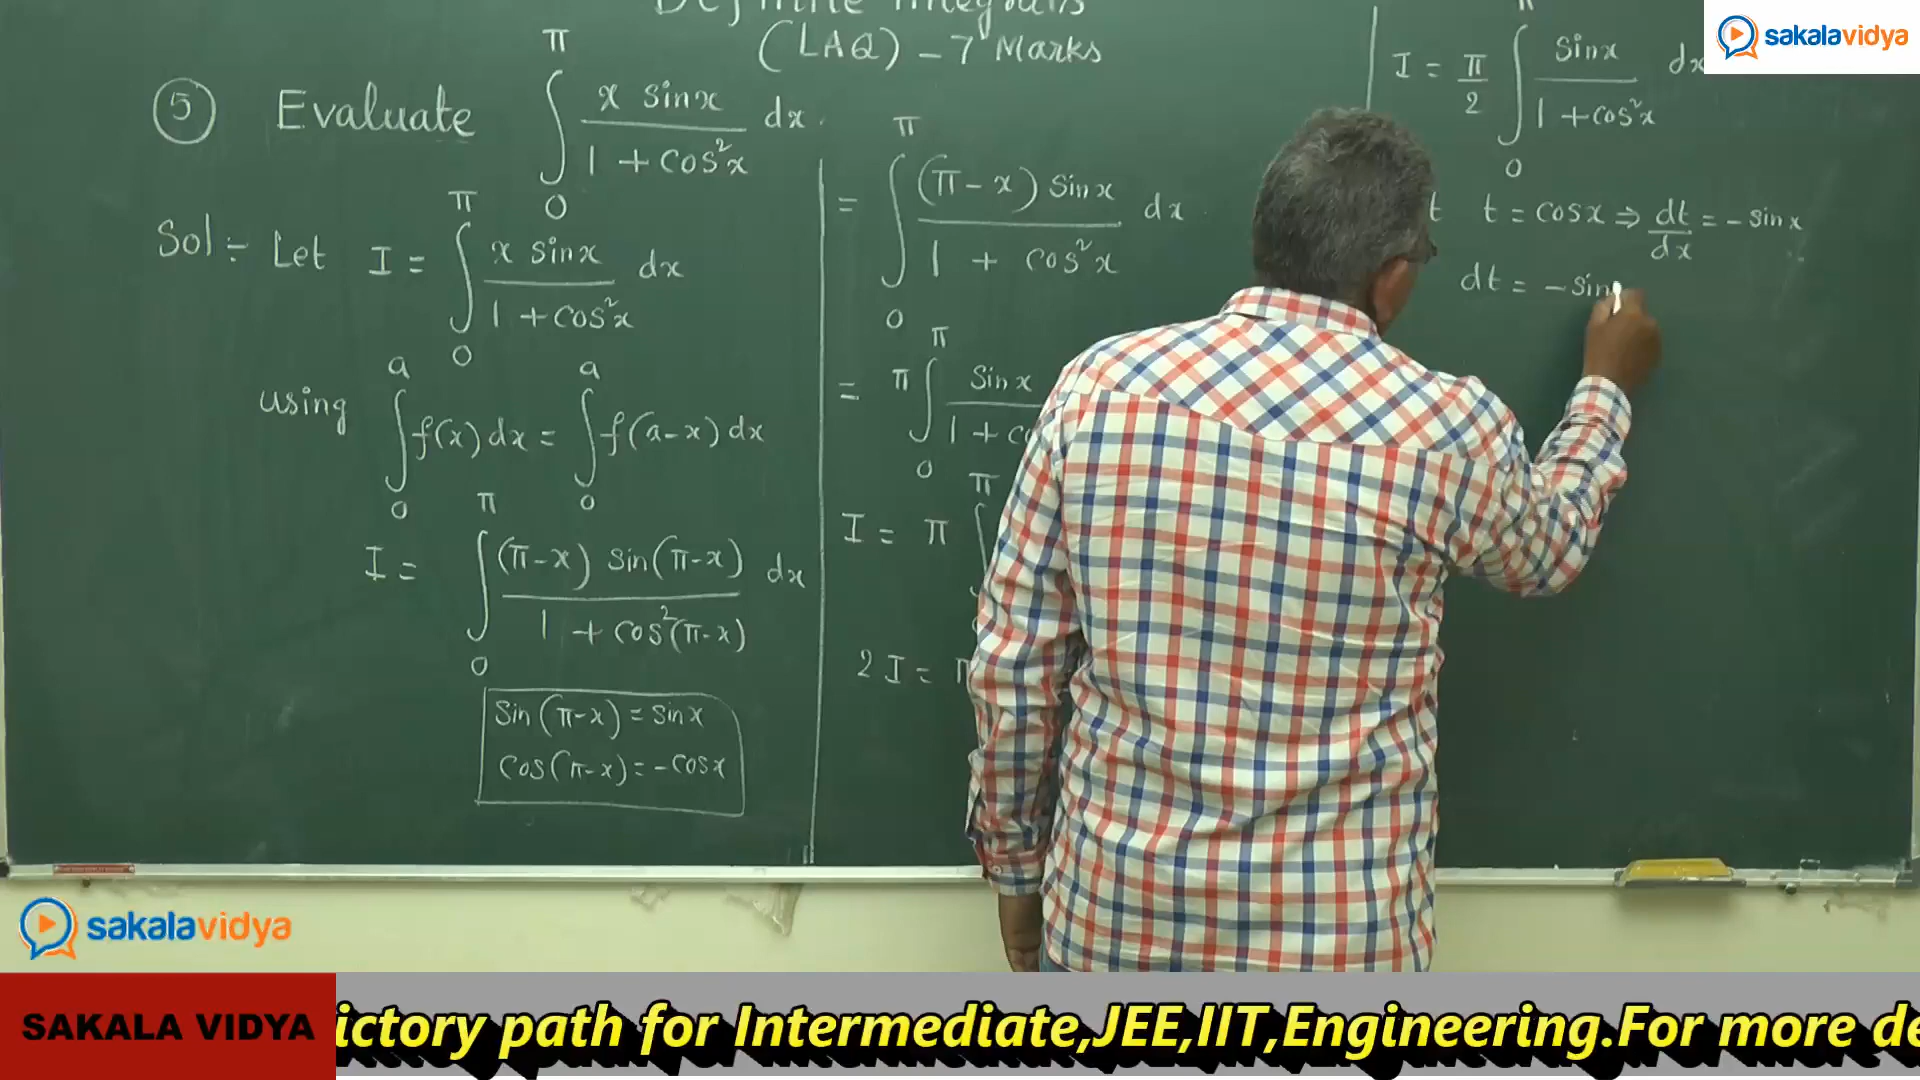 Definite Integrals
(LAQ) - 7 Marks
5 Evaluate ∫₀^π x sinx / 1 + cos²x dx.
Sol:- Let I = ∫₀^π x sinx / 1 + cos²x dx
using ∫₀^a f(x) dx = ∫₀^a f(a-x) dx
I = ∫₀^π (π-x) sin(π-x) / 1 + cos²(π-x) dx
Sin(π-x) = sinx
Cos(π-x) = -cosx
= ∫₀^π (π-x) sinx / 1 + cos²x dx
= π ∫₀^π Sinx / 1 +
I = π ∫^π
2I =
I = π/2 ∫₀^π Sinx / 1 + cos²x dx
t t = cosx ⇒ dt/dx = - sinx
dt = - sin
sakalavidya
sakalavidya
SAKALA VIDYA
ictory path for Intermediate,JEE,IIT,Engineering.For more de